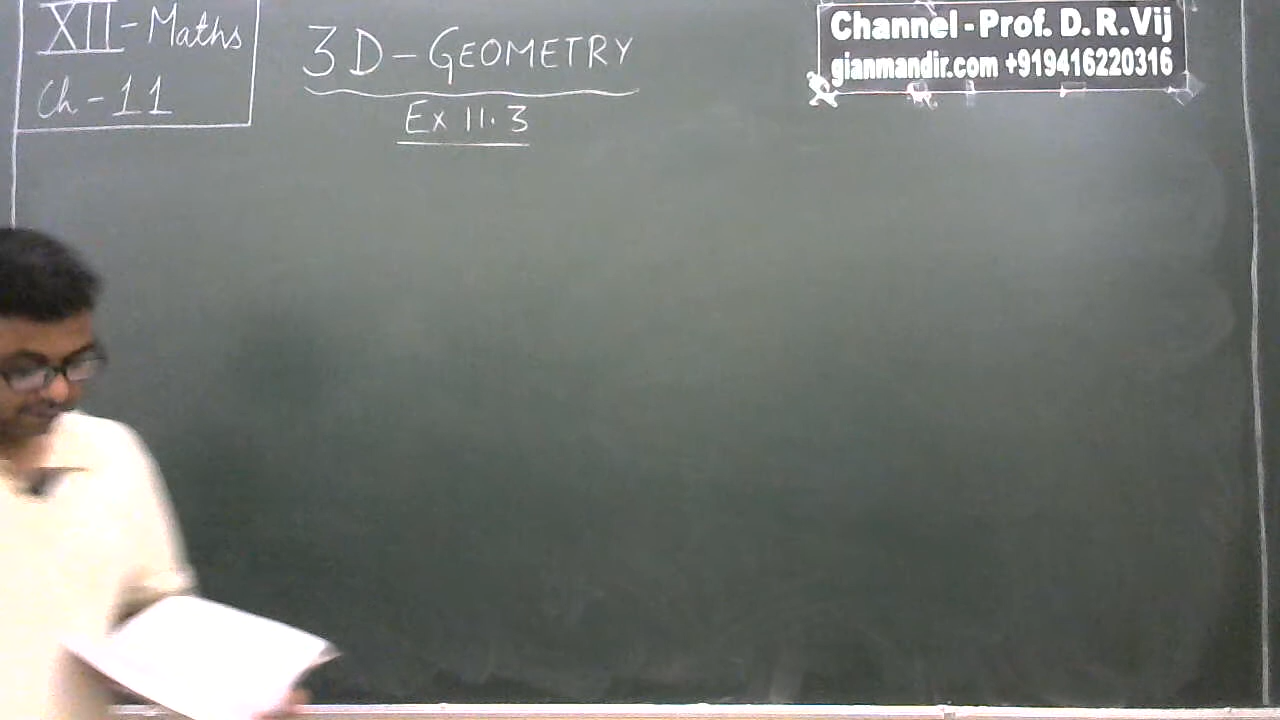 XII - Maths
Ch - 11
3D - GEOMETRY
Ex 11.3
Channel - Prof. D. R. Vij
gianmandir.com +919416220316